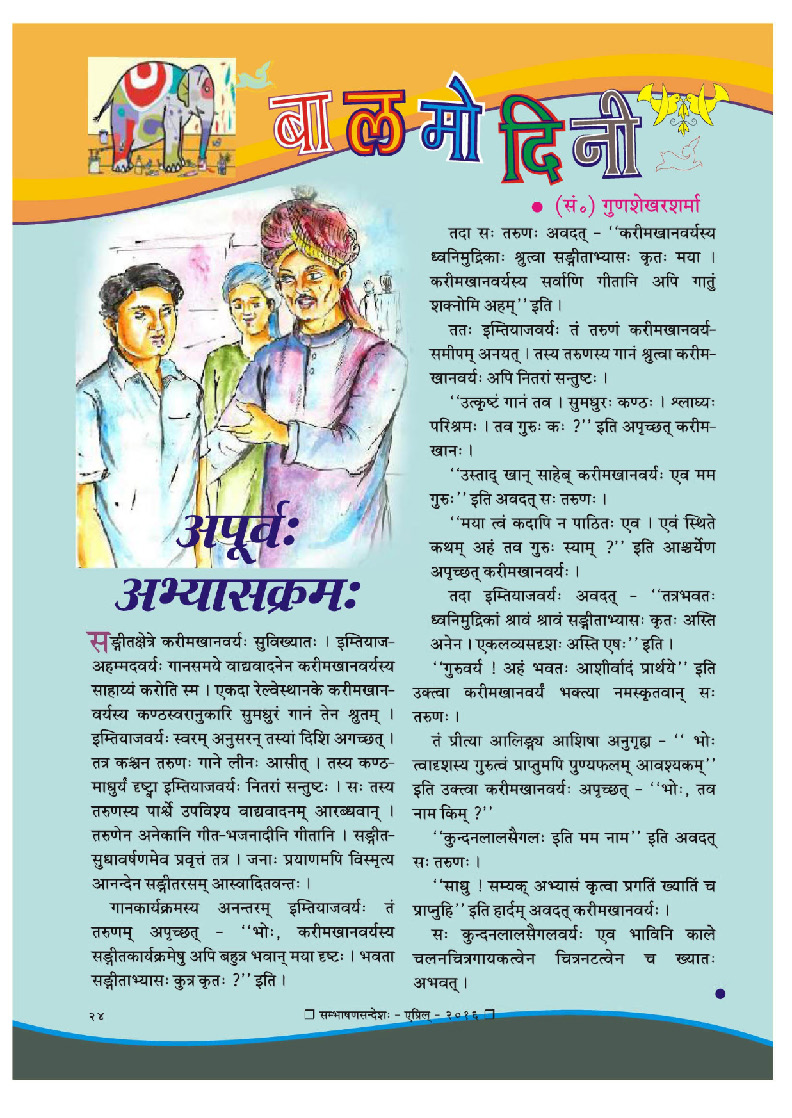 बालमोदिनी
● (सं॰) गुणशेखरशर्मा
अपूर्वः
अभ्यासक्रमः
सङ्गीतक्षेत्रे करीमखानवर्यः सुविख्यातः । इम्तियाज-
अहम्मदवर्यः गानसमये वाद्यवादनेन करीमखानवर्यस्य
साहाय्यं करोति स्म । एकदा रेल्वेस्थानके करीमखान-
वर्यस्य कण्ठस्वरानुकारि सुमधुरं गानं तेन श्रुतम् ।
इम्तियाजवर्यः स्वरम् अनुसरन् तस्यां दिशि अगच्छत् ।
तत्र कश्चन तरुणः गाने लीनः आसीत् । तस्य कण्ठ-
माधुर्यं दृष्ट्वा इम्तियाजवर्यः नितरां सन्तुष्टः । सः तस्य
तरुणस्य पार्श्वे उपविश्य वाद्यवादनम् आरब्धवान् ।
तरुणेन अनेकानि गीत-भजनादीनि गीतानि । सङ्गीत-
सुधावर्षणमेव प्रवृत्तं तत्र । जनाः प्रयाणमपि विस्मृत्य
आनन्देन सङ्गीतरसम् आस्वादितवन्तः ।
गानकार्यक्रमस्य अनन्तरम् इम्तियाजवर्यः तं
तरुणम् अपृच्छत् - ‘‘भोः, करीमखानवर्यस्य
सङ्गीतकार्यक्रमेषु अपि बहुत्र भवान् मया दृष्टः । भवता
सङ्गीताभ्यासः कुत्र कृतः ?’’ इति ।
तदा सः तरुणः अवदत् - ‘‘करीमखानवर्यस्य
ध्वनिमुद्रिकाः श्रुत्वा सङ्गीताभ्यासः कृतः मया ।
करीमखानवर्यस्य सर्वाणि गीतानि अपि गातुं
शक्नोमि अहम्’’ इति ।
ततः इम्तियाजवर्यः तं तरुणं करीमखानवर्य-
समीपम् अनयत् । तस्य तरुणस्य गानं श्रुत्वा करीम-
खानवर्यः अपि नितरां सन्तुष्टः ।
‘‘उत्कृष्टं गानं तव । सुमधुरः कण्ठः । श्लाघ्यः
परिश्रमः । तव गुरुः कः ?’’ इति अपृच्छत् करीम-
खानः ।
‘‘उस्ताद् खान् साहेब् करीमखानवर्यः एव मम
गुरुः’’ इति अवदत् सः तरुणः ।
‘‘मया त्वं कदापि न पाठितः एव । एवं स्थिते
कथम् अहं तव गुरुः स्याम् ?’’ इति आश्चर्येण
अपृच्छत् करीमखानवर्यः ।
तदा इम्तियाजवर्यः अवदत् - ‘‘तत्रभवतः
ध्वनिमुद्रिकां श्रावं श्रावं सङ्गीताभ्यासः कृतः अस्ति
अनेन । एकलव्यसदृशः अस्ति एषः’’ इति ।
‘‘गुरुवर्य ! अहं भवतः आशीर्वादं प्रार्थये’’ इति
उक्त्वा करीमखानवर्यं भक्त्या नमस्कृतवान् सः
तरुणः ।
तं प्रीत्या आलिङ्ग्य आशिषा अनुगृह्य - ‘‘ भोः
त्वादृशस्य गुरुत्वं प्राप्तुमपि पुण्यफलम् आवश्यकम्’’
इति उक्त्वा करीमखानवर्यः अपृच्छत् - ‘‘भोः, तव
नाम किम् ?’’
‘‘कुन्दनलालसैगलः इति मम नाम’’ इति अवदत्
सः तरुणः ।
‘‘साधु ! सम्यक् अभ्यासं कृत्वा प्रगतिं ख्यातिं च
प्राप्नुहि’’ इति हार्दम् अवदत् करीमखानवर्यः ।
सः कुन्दनलालसैगलवर्यः एव भाविनि काले
चलनचित्रगायकत्वेन चित्रनटत्वेन च ख्यातः
अभवत् ।
२४
❐ सम्भाषणसन्देशः - एप्रिल् - २०१६ ❐